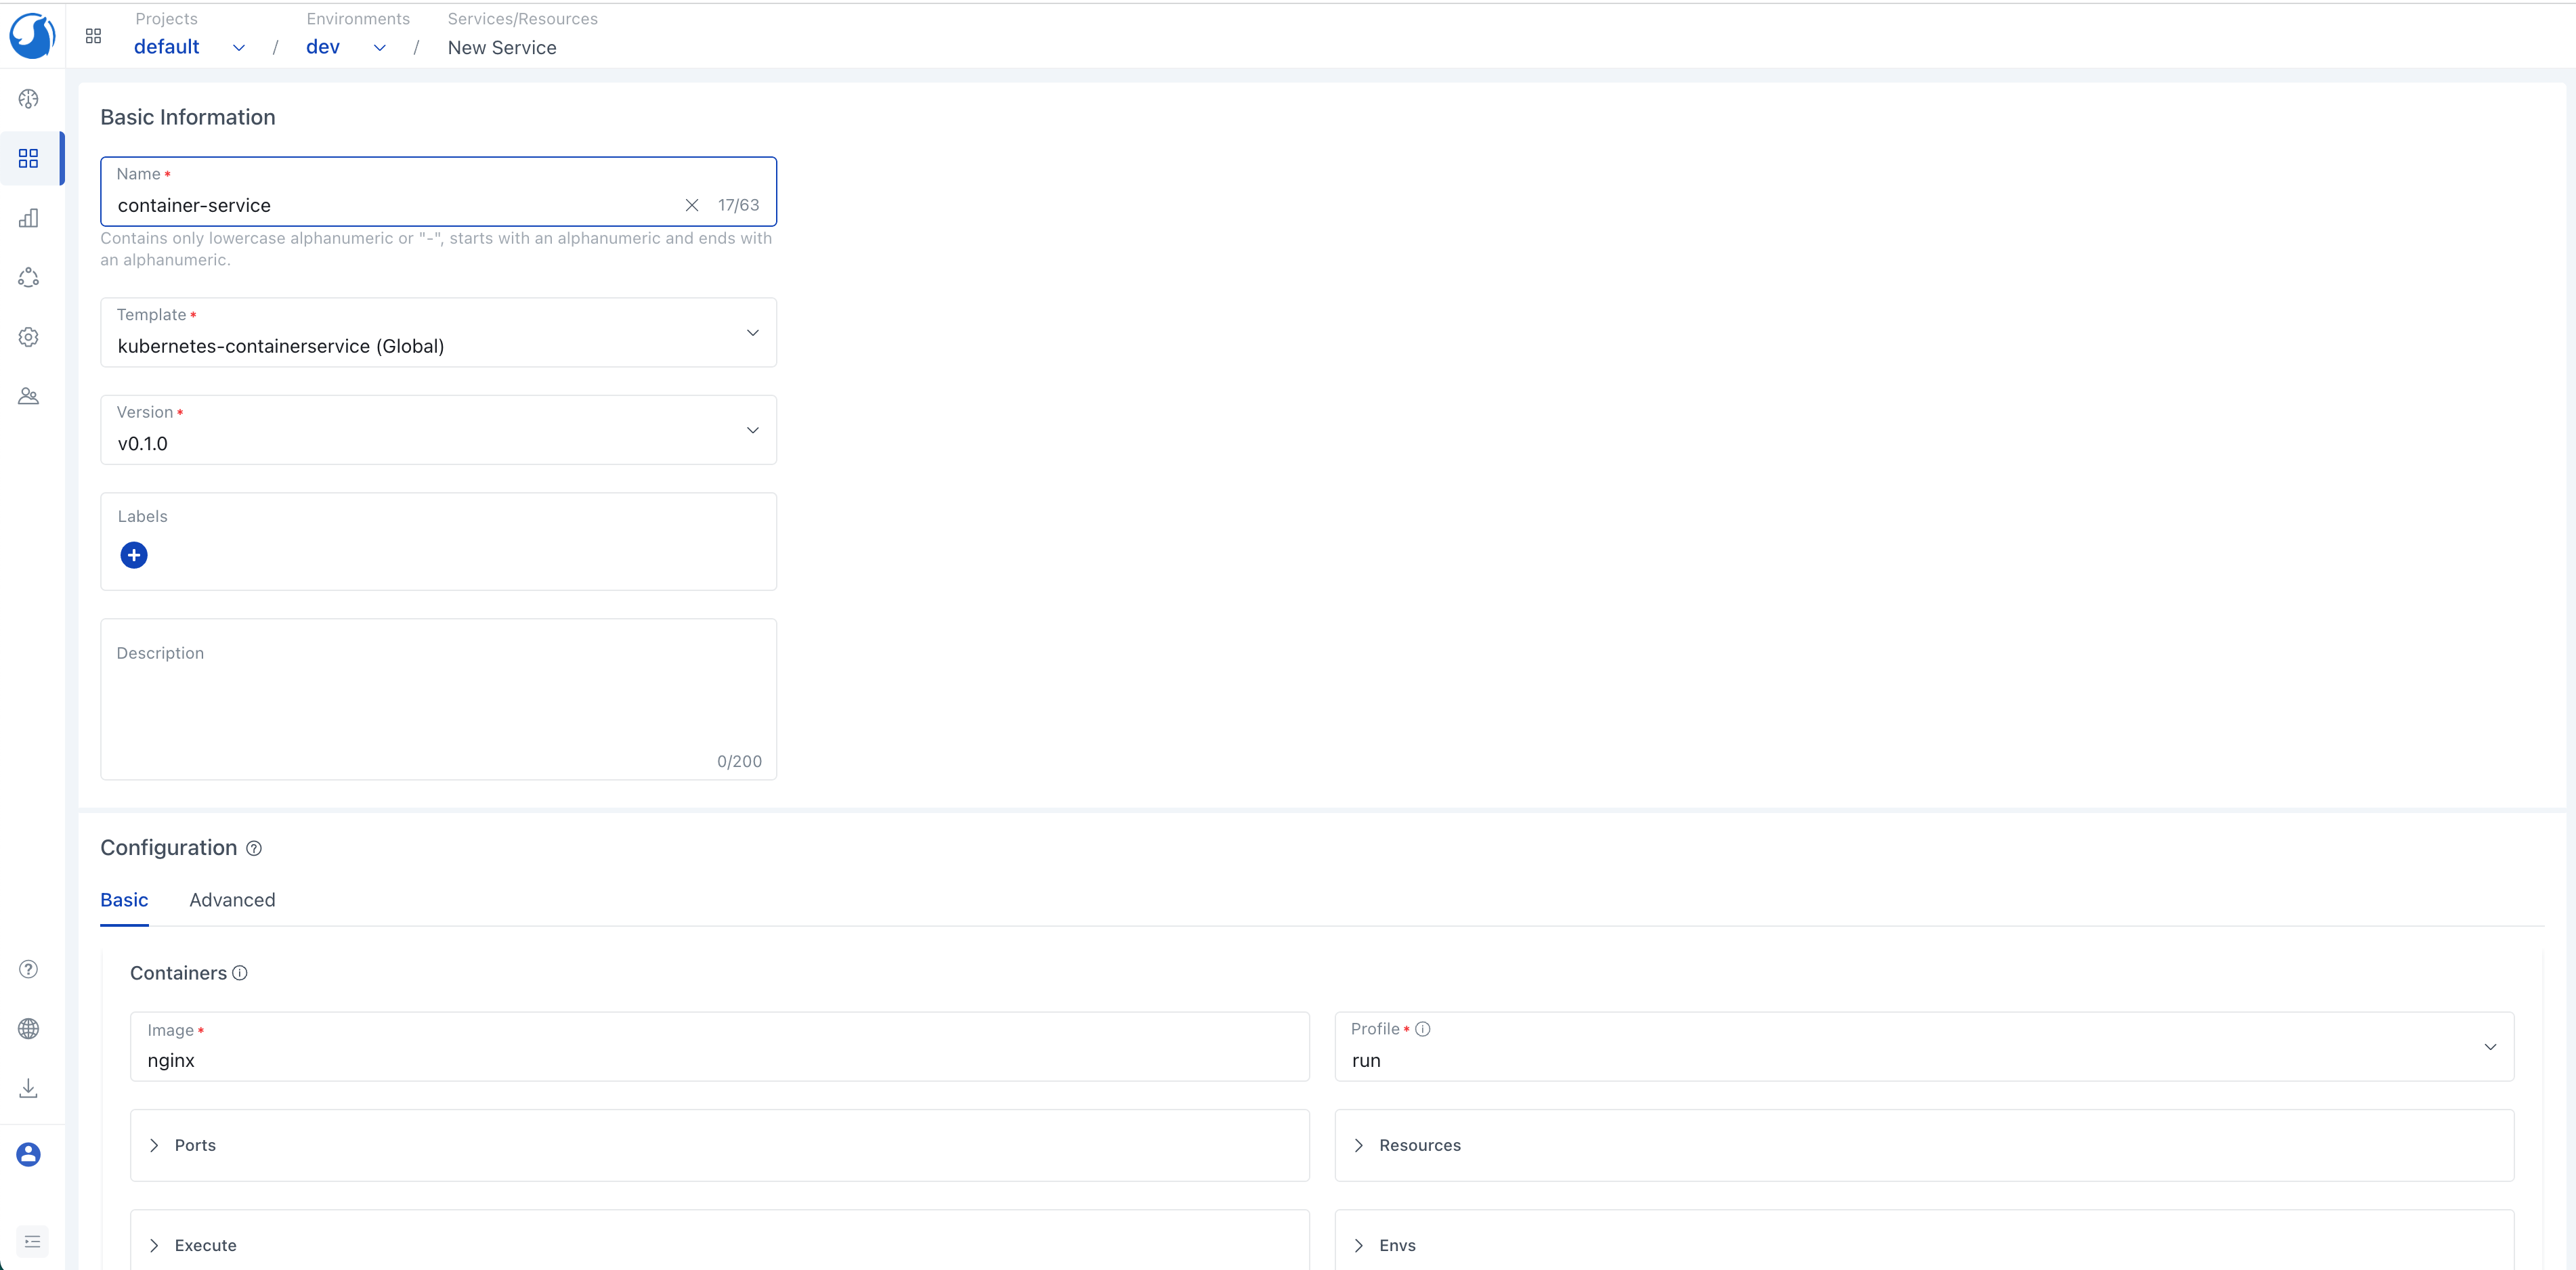 Projects
Environments
Services/Resources
default
/
dev
/
New Service
Basic Information
Name *
container-service
17/63
Contains only lowercase alphanumeric or "-", starts with an alphanumeric and ends with
an alphanumeric.
Template *
kubernetes-containerservice (Global)
Version *
v0.1.0
Labels
Description
0/200
Configuration
Basic
Advanced
Containers
Image *
nginx
Profile *
run
Ports
Resources
Execute
Envs